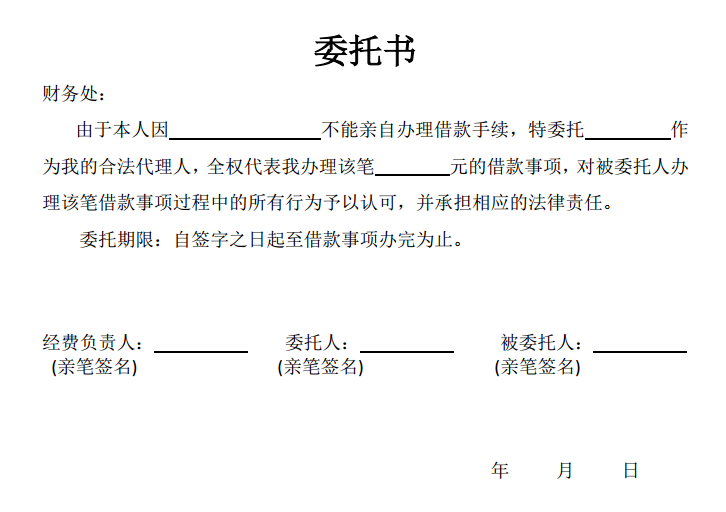 委托书
财务处：
由于本人因________________不能亲自办理借款手续，特委托_________作
为我的合法代理人，全权代表我办理该笔________元的借款事项，对被委托人办
理该笔借款事项过程中的所有行为予以认可，并承担相应的法律责任。
委托期限：自签字之日起至借款事项办完为止。
经费负责人：__________ 委托人：__________ 被委托人：__________
(亲笔签名) (亲笔签名) (亲笔签名)
年 月 日